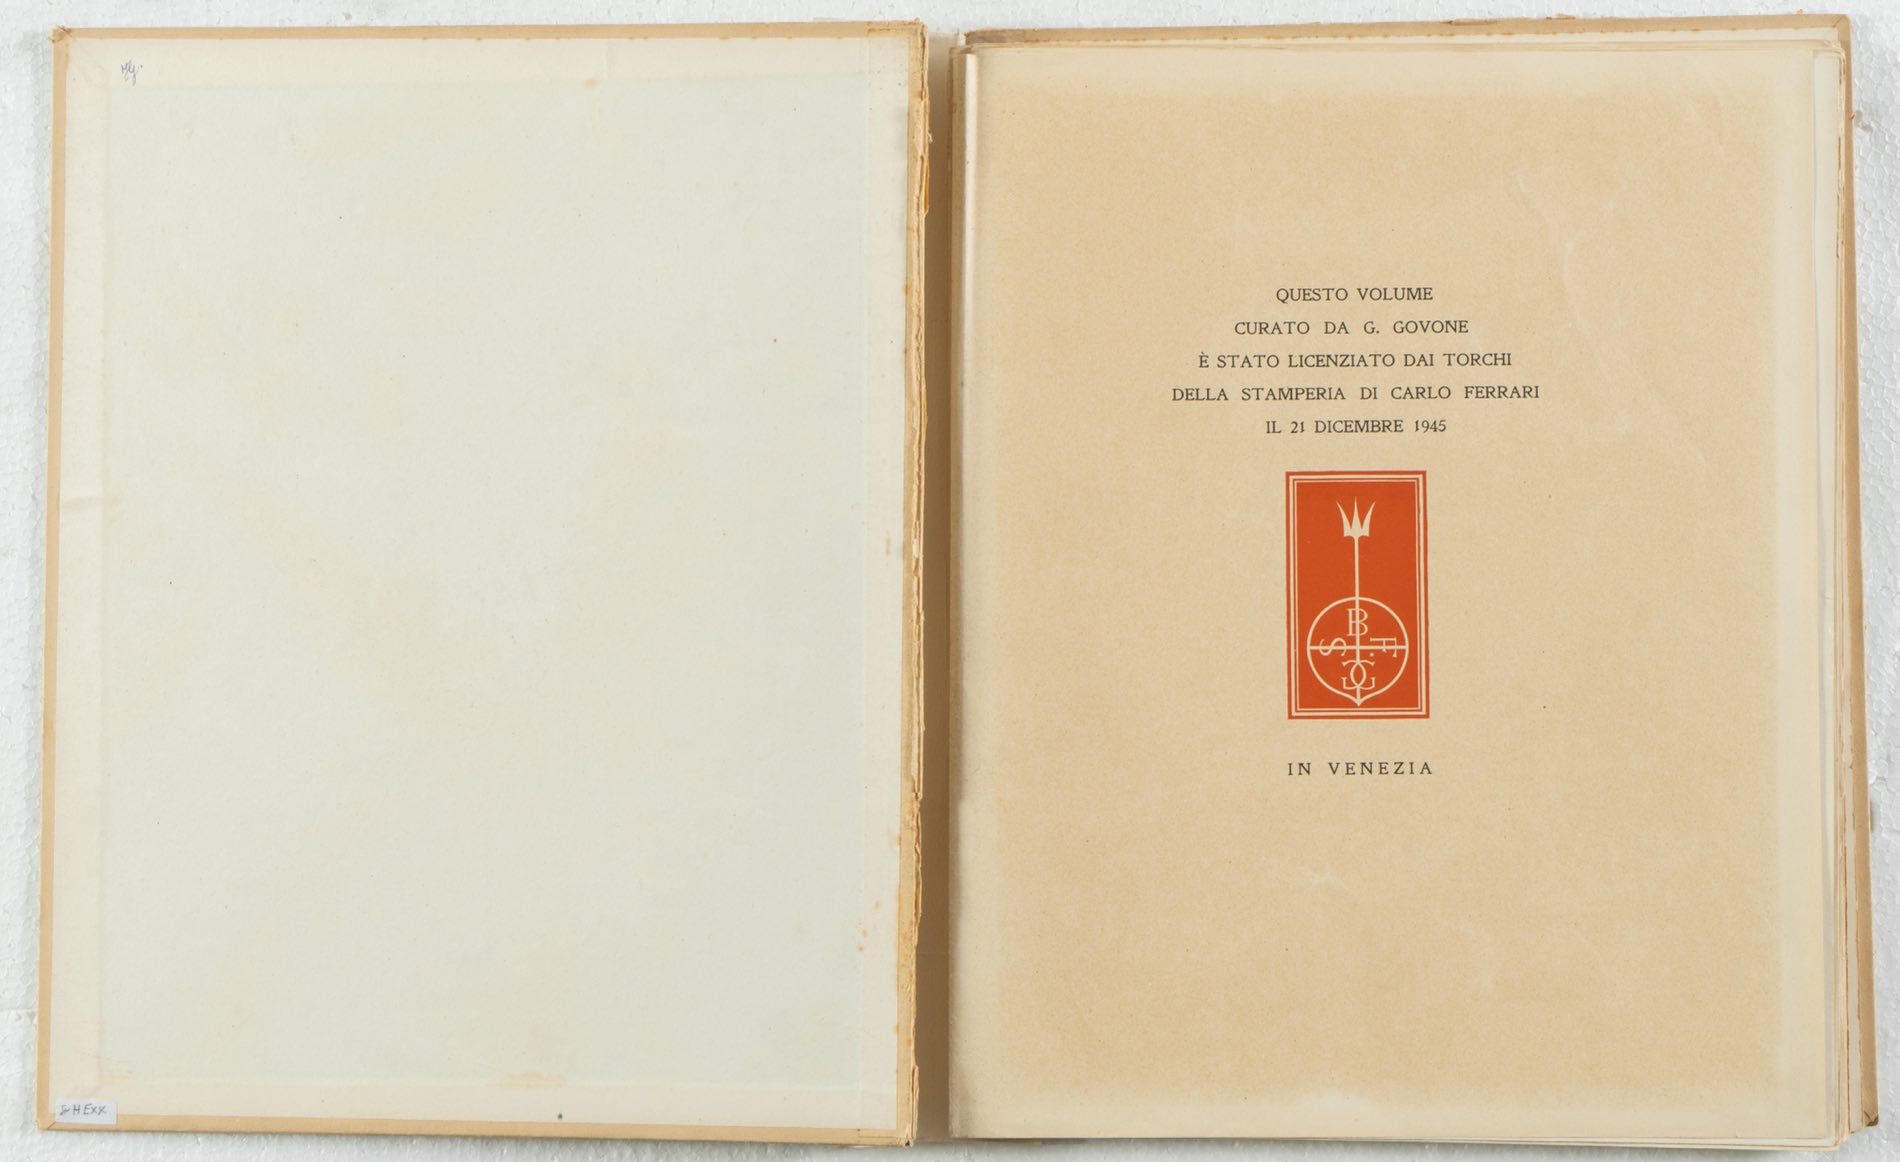 QUESTO VOLUME
CURATO DA G. GOVONE
È STATO LICENZIATO DAI TORCHI
DELLA STAMPERIA DI CARLO FERRARI
IL 21 DICEMBRE 1945
B
S F.
G
IN VENEZIA